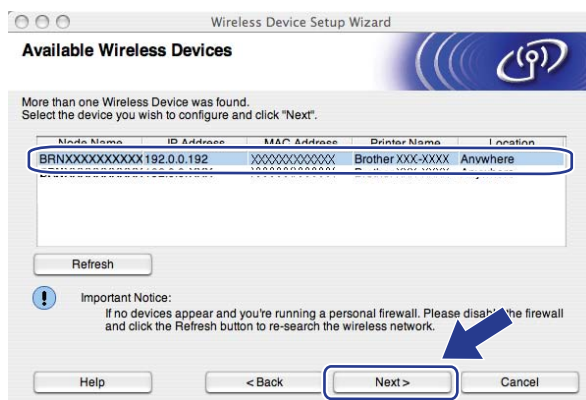 Wireless Device Setup Wizard
Available Wireless Devices
More than one Wireless Device was found.
Select the device you wish to configure and click "Next".
Node Name IP Address MAC Address Printer Name Location
BRNXXXXXXXXXX 192.0.0.192 XXXXXXXXXXXX Brother XXX-XXXX Anywhere
Refresh
Important Notice:
If no devices appear and you're running a personal firewall. Please disable the firewall
and click the Refresh button to re-search the wireless network.
Help < Back Next > Cancel